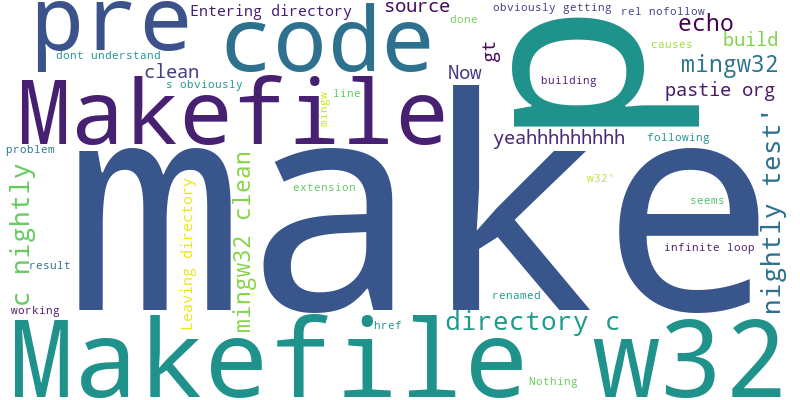 pre
Entering directory
source
obviously getting
rel nofollow
code
done
echo
dont understand
gt
causes
build
clean
Now
mingw32
s obviously
building
Makefile
mingw
line
p
pastie org
yeahhhhhhhhh
following
problem
make
c nightly
Leaving directory
mingw32 clean
extension
w32'
seems
nightly test'
infinite loop
result
renamed
working
href
directory c
Makefile w32
Nothing